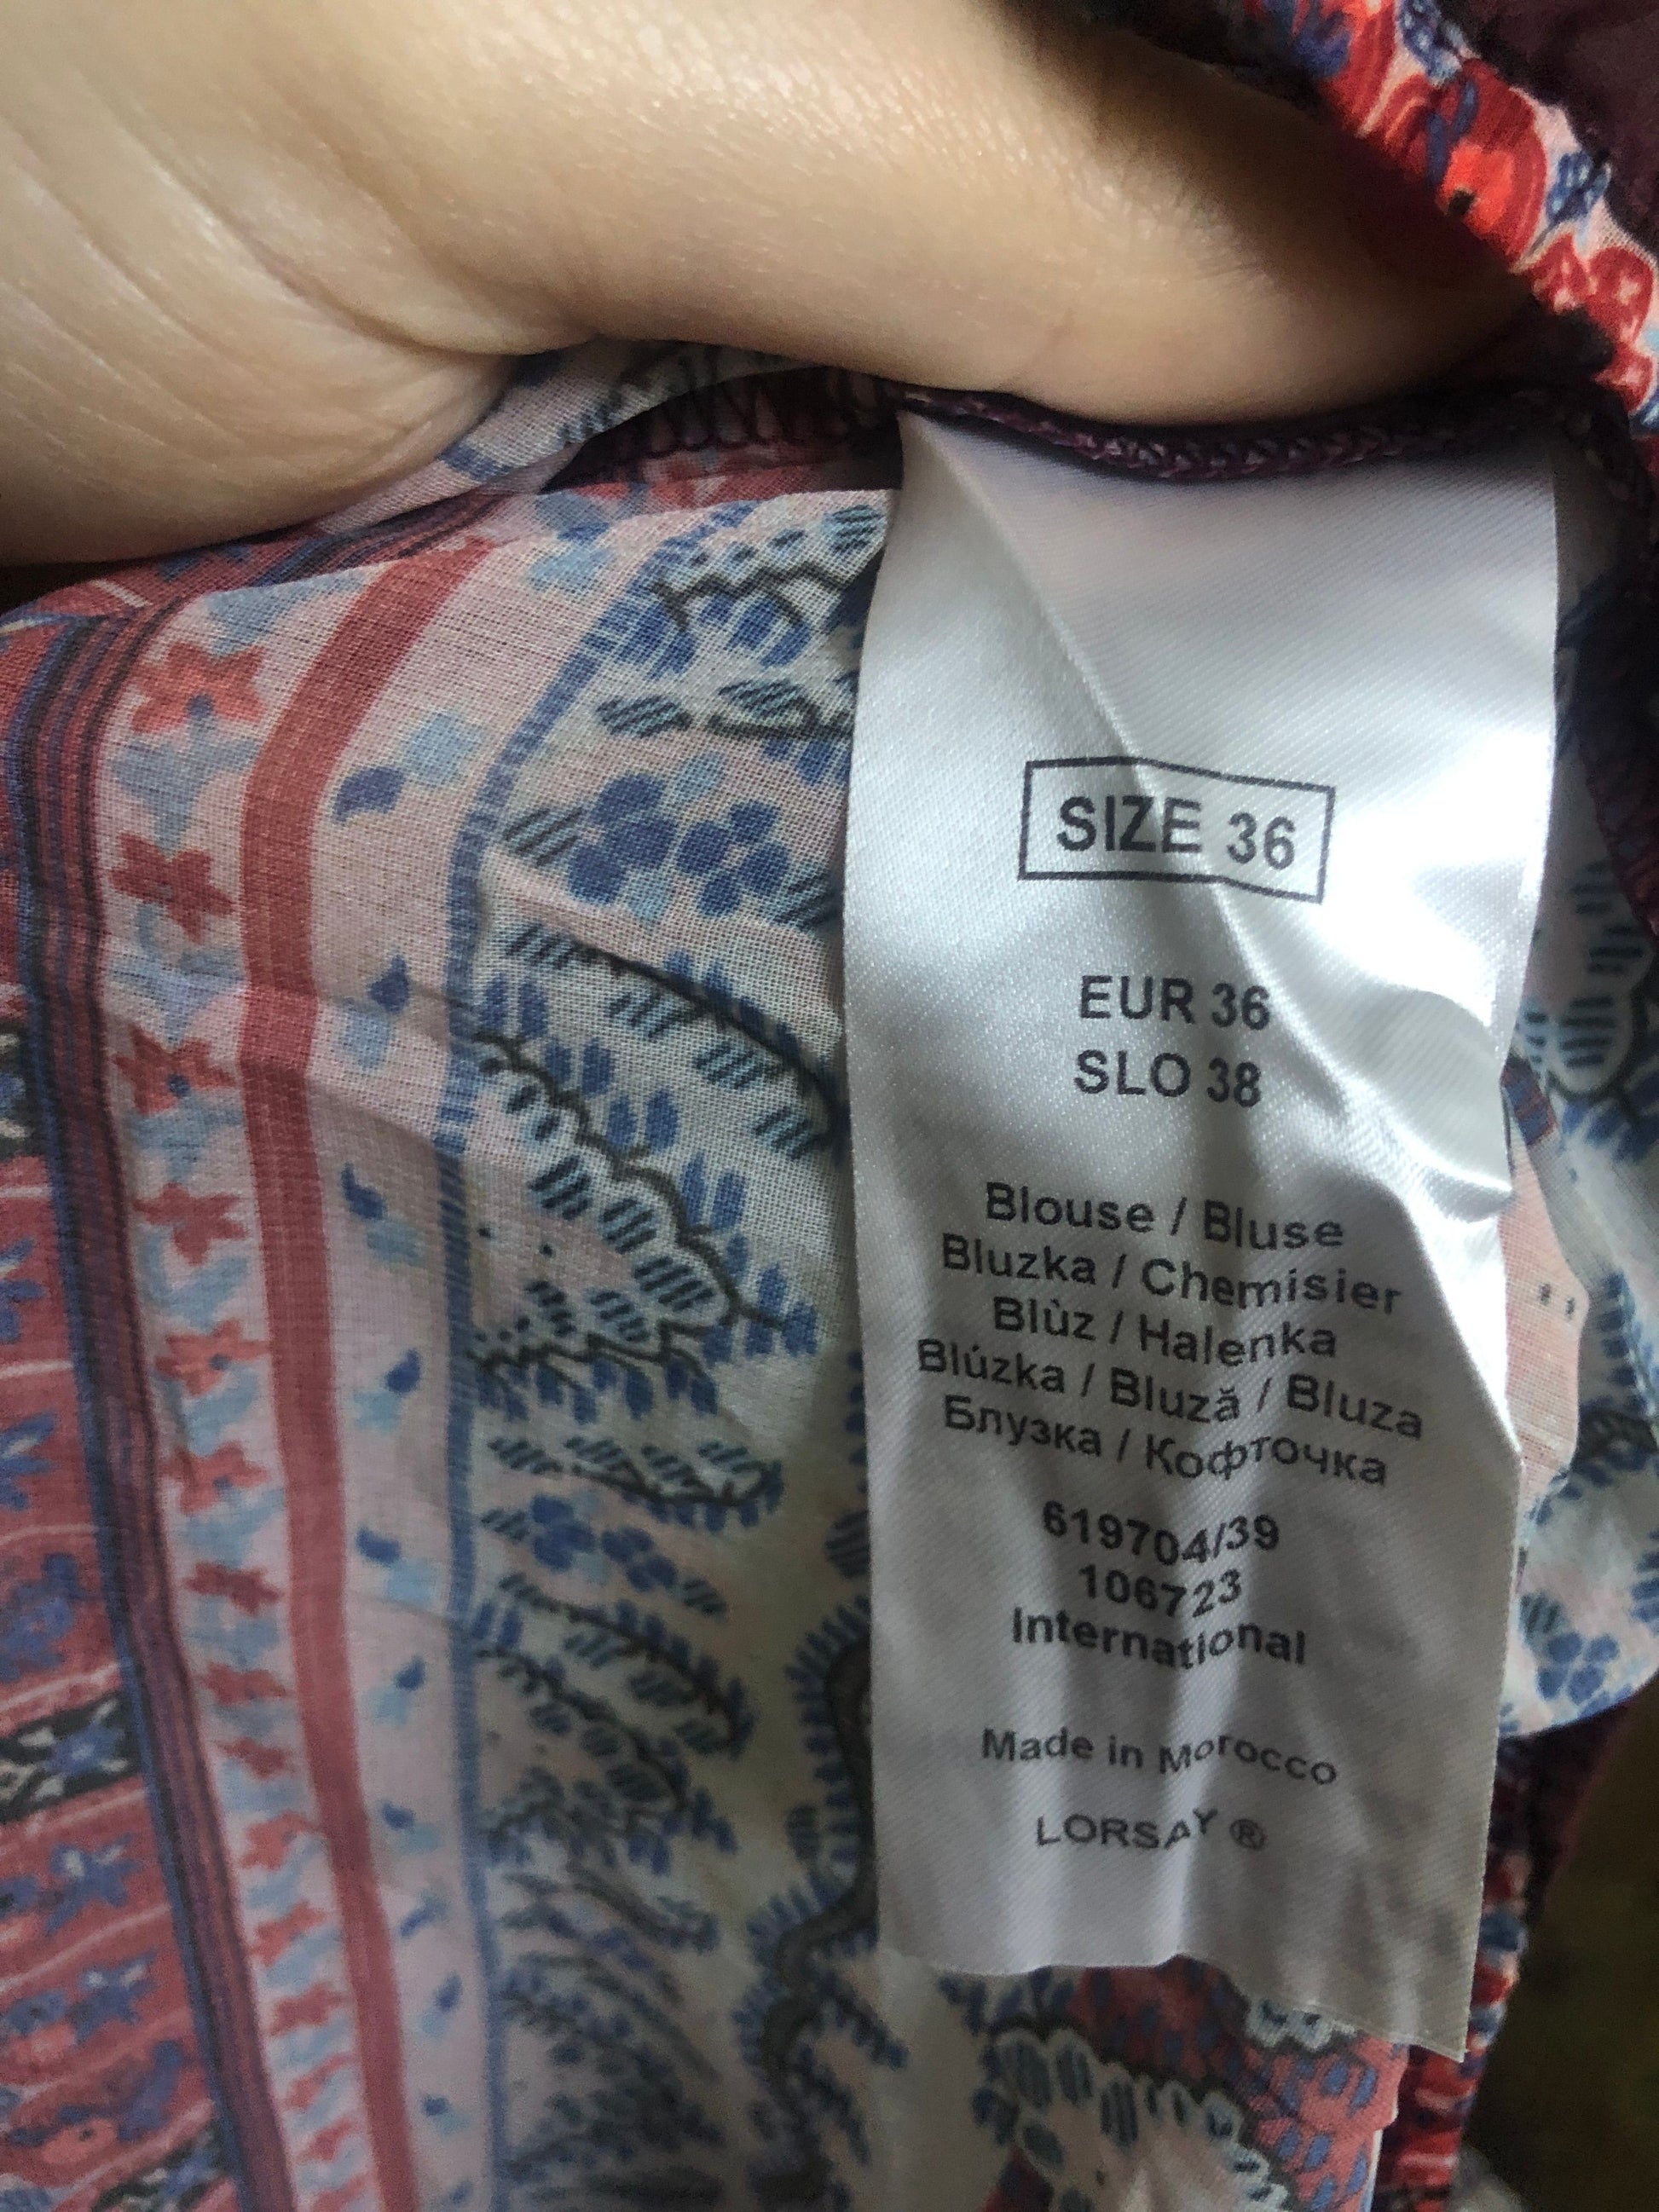 SIZE 36
EUR 36
SLO 38
Blouse / Bluse
Bluzka / Chemisier
Blùz / Halenka
Blúzka / Bluză / Bluza
Блузка / Кофточка
619704/39
106723
International
Made in Morocco
LORSAY ®